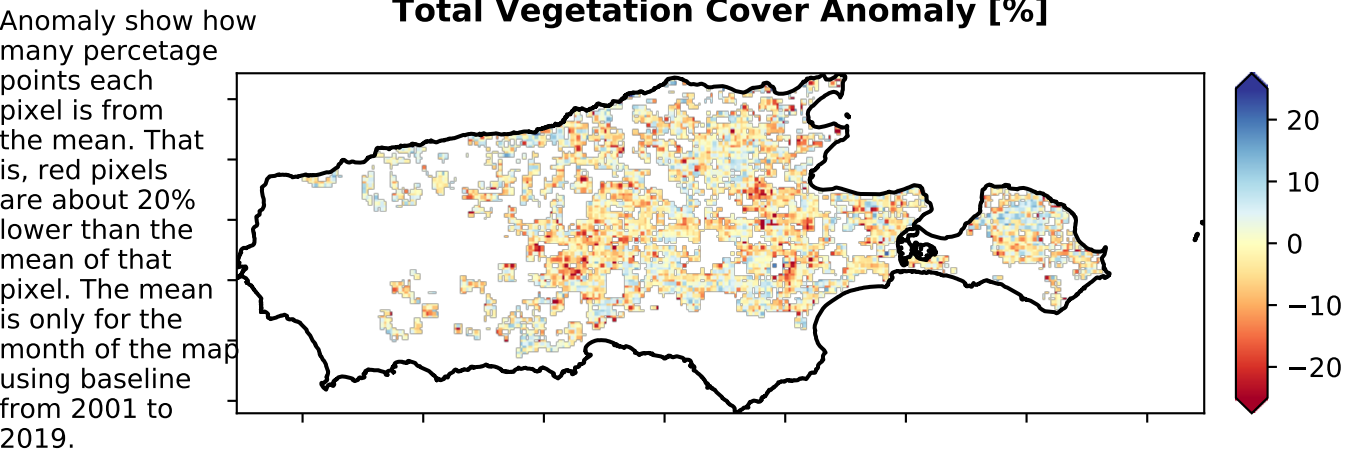 Total Vegetation Cover Anomaly [%]
Anomaly show how
many percetage
points each
pixel is from
the mean. That
is, red pixels
are about 20%
lower than the
mean of that
pixel. The mean
is only for the
month of the map
using baseline
from 2001 to
2019.
20
10
0
−10
−20